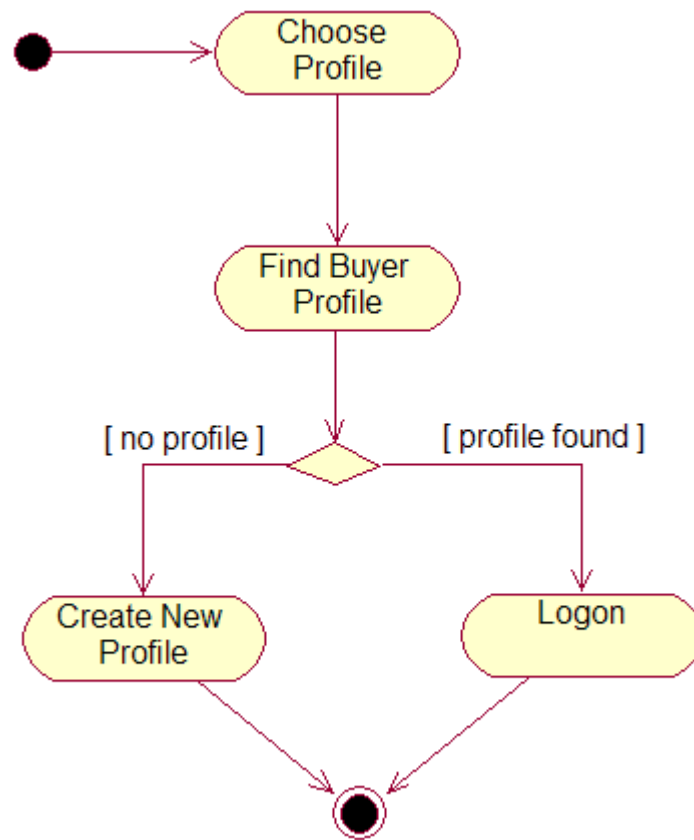 Choose
Profile
Find Buyer
Profile
[ no profile ]
[ profile found ]
Create New
Profile
Logon